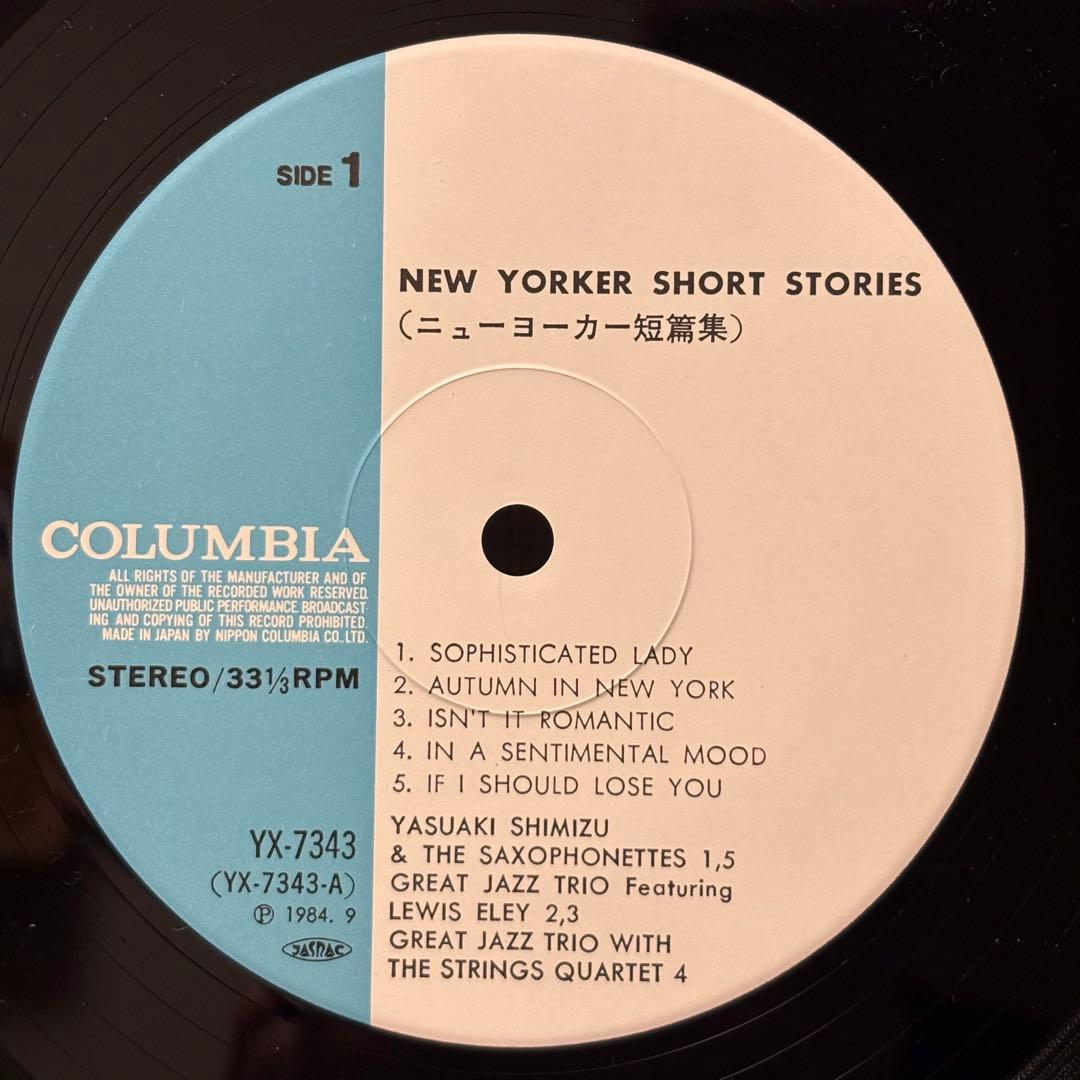 SIDE 1
NEW YORKER SHORT STORIES
（ニューヨーカー短篇集）
COLUMBIA
ALL RIGHTS OF THE MANUFACTURER AND OF
THE OWNER OF THE RECORDED WORK RESERVED.
UNAUTHORIZED PUBLIC PERFORMANCE. BROADCAST-
ING AND COPYING OF THIS RECORD PROHIBITED.
MADE IN JAPAN BY NIPPON COLUMBIA CO.,LTD.
STEREO/33⅓RPM
YX-7343
(YX-7343-A)
Ⓟ 1984. 9
JASRAC
1. SOPHISTICATED LADY
2. AUTUMN IN NEW YORK
3. ISN'T IT ROMANTIC
4. IN A SENTIMENTAL MOOD
5. IF I SHOULD LOSE YOU
YASUAKI SHIMIZU
& THE SAXOPHONETTES 1,5
GREAT JAZZ TRIO Featuring
LEWIS ELEY 2,3
GREAT JAZZ TRIO WITH
THE STRINGS QUARTET 4